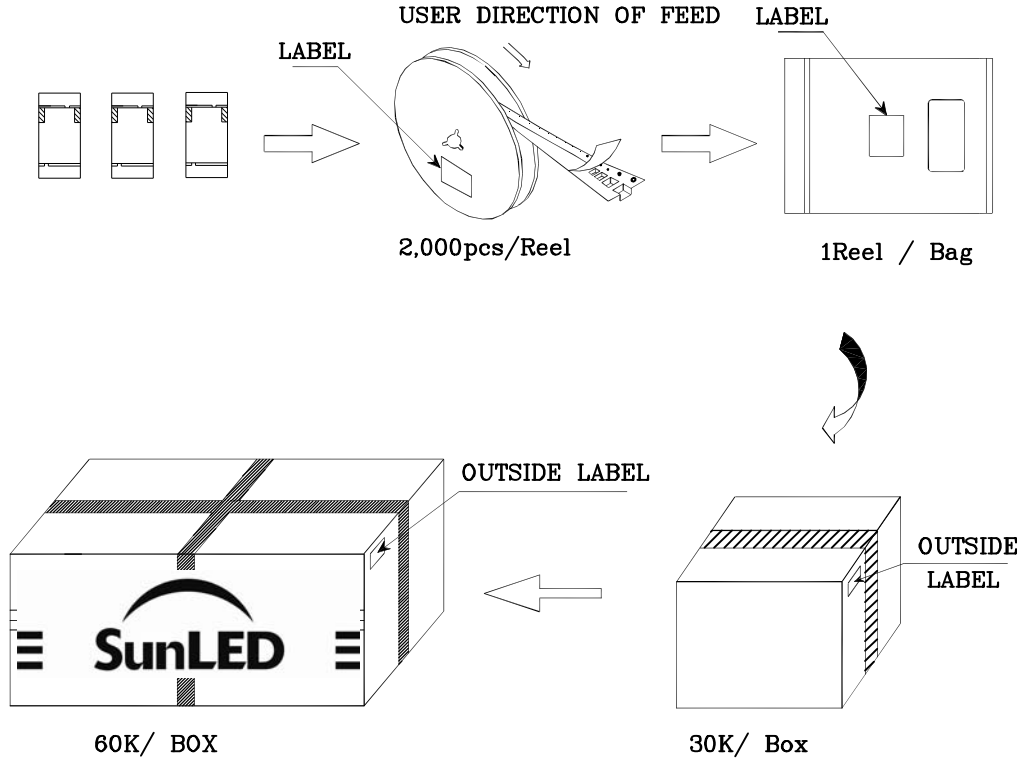 USER DIRECTION OF FEED
LABEL
LABEL
2,000pcs/Reel
1Reel / Bag
OUTSIDE LABEL
OUTSIDE
LABEL
SunLED
60K/ BOX
30K/ Box